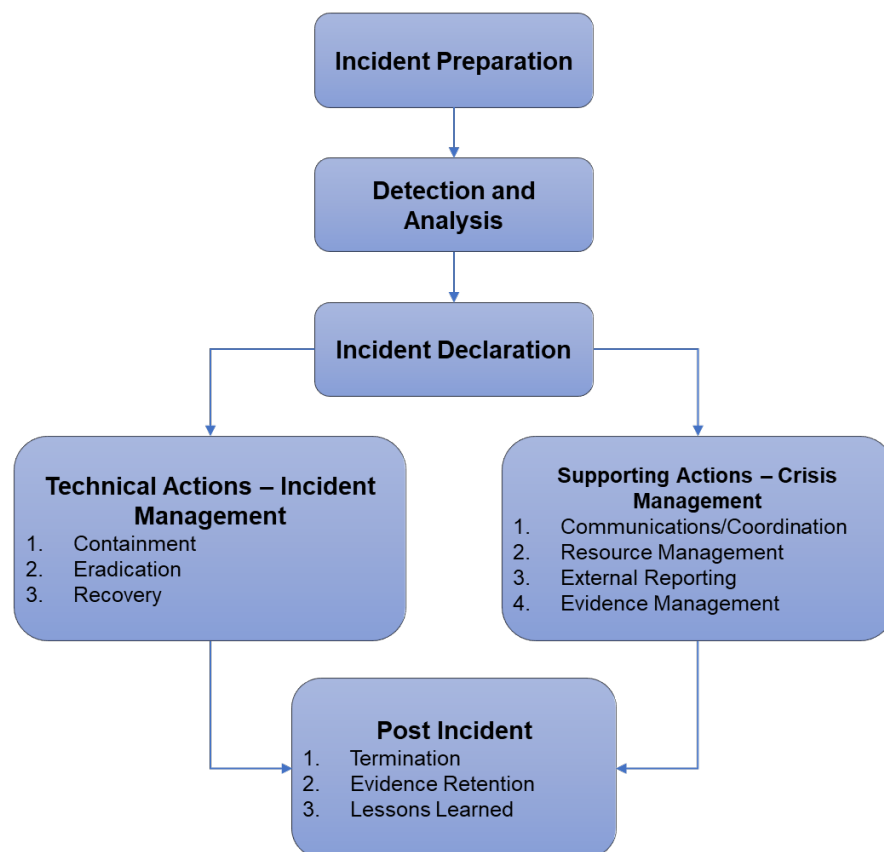 Incident Preparation
Detection and
Analysis
Incident Declaration
Technical Actions – Incident
Management
1. Containment
2. Eradication
3. Recovery
Supporting Actions – Crisis
Management
1. Communications/Coordination
2. Resource Management
3. External Reporting
4. Evidence Management
Post Incident
1. Termination
2. Evidence Retention
3. Lessons Learned